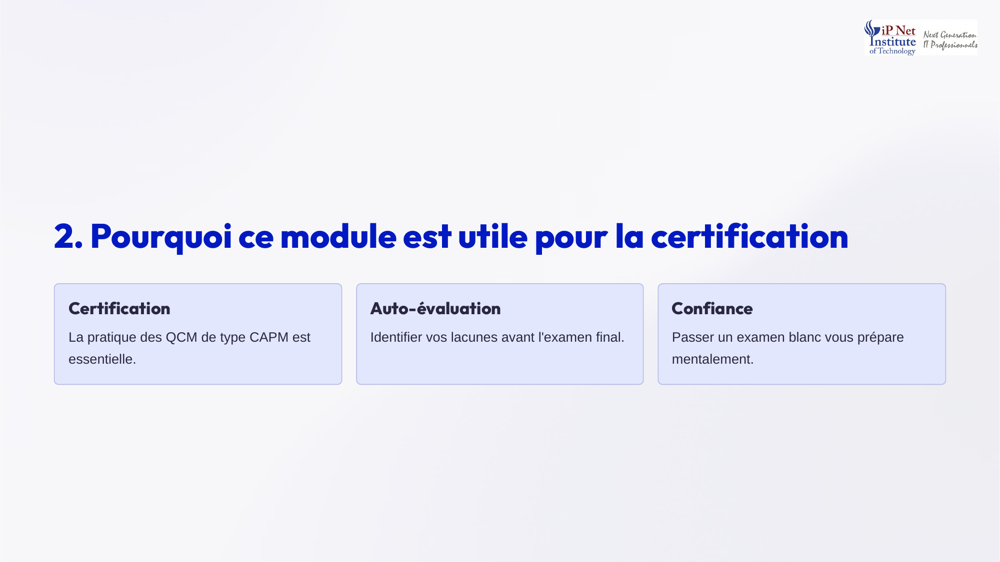 iP Net
Institute
of Technology
Next Generation
IT Professionnels
2. Pourquoi ce module est utile pour la certification
Certification
La pratique des QCM de type CAPM est
essentielle.
Auto-évaluation
Identifier vos lacunes avant l'examen final.
Confiance
Passer un examen blanc vous prépare
mentalement.